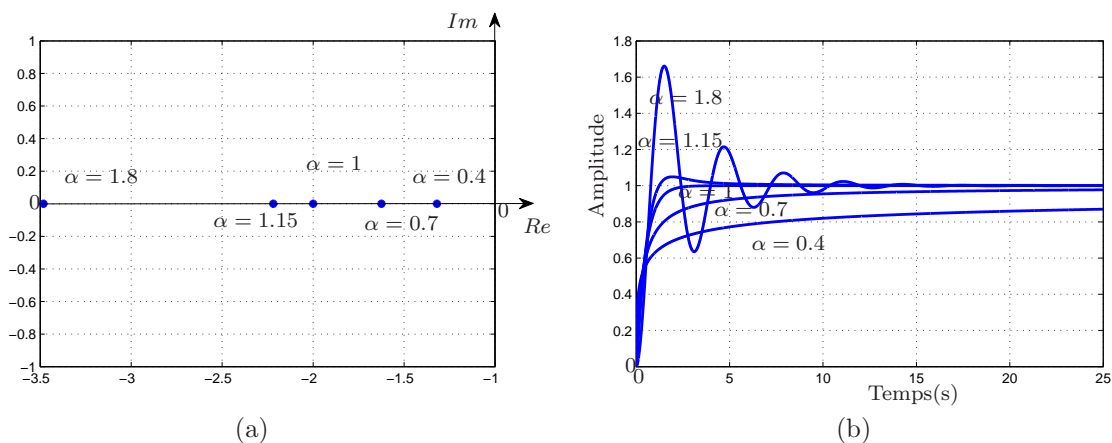 Im
1
0.8
0.6
0.4
0.2
0
−0.2
−0.4
−0.6
−0.8
−1
−3.5
−3
−2.5
−2
−1.5
−1
0
Re
α = 1.8
α = 1.15
α = 1
α = 0.7
α = 0.4
(a)
Amplitude
1.8
1.6
1.4
1.2
1
0.8
0.6
0.4
0.2
0
0
5
10
15
20
25
Temps(s)
α = 1.8
α = 1.15
α = 1
α = 0.7
α = 0.4
(b)